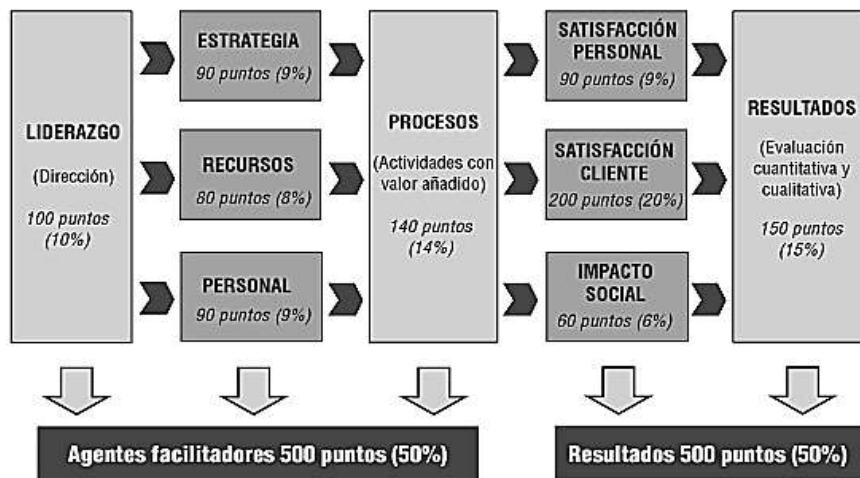 LIDERAZGO
(Dirección)
100 puntos
(10%)
ESTRATEGIA
90 puntos (9%)
RECURSOS
80 puntos (8%)
PERSONAL
90 puntos (9%)
PROCESOS
(Actividades con
valor añadido)
140 puntos
(14%)
SATISFACCIÓN
PERSONAL
90 puntos (9%)
SATISFACCIÓN
CLIENTE
200 puntos (20%)
IMPACTO
SOCIAL
60 puntos (6%)
RESULTADOS
(Evaluación
cuantitativa y
cualitativa)
150 puntos
(15%)
Agentes facilitadores 500 puntos (50%)
Resultados 500 puntos (50%)